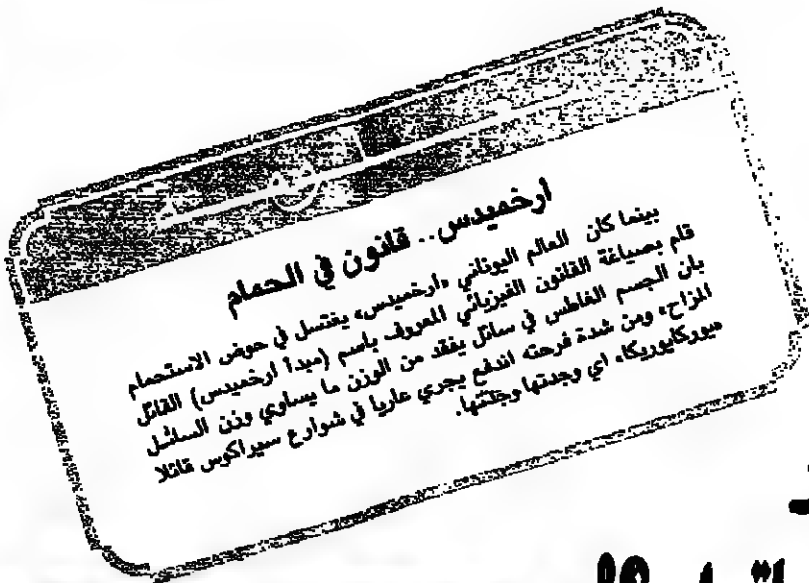 ارخميدس.. قانون في الحمام
بينما كان العالم اليوناني «ارخميدس» يغتسل في حوض الاستحمام
قام بصياغة القانون الفيزيائي المعروف باسم (مبدأ ارخميدس) القائل
بان الجسم الغاطس في سائل يفقد من الوزن ما يساوي وزن السائل
المزاح، ومن شدة فرحته اندفع يجري عاريا في شوارع سيراكوس قائلا
«يوركايوريكا» اي وجدتها وجدتها.